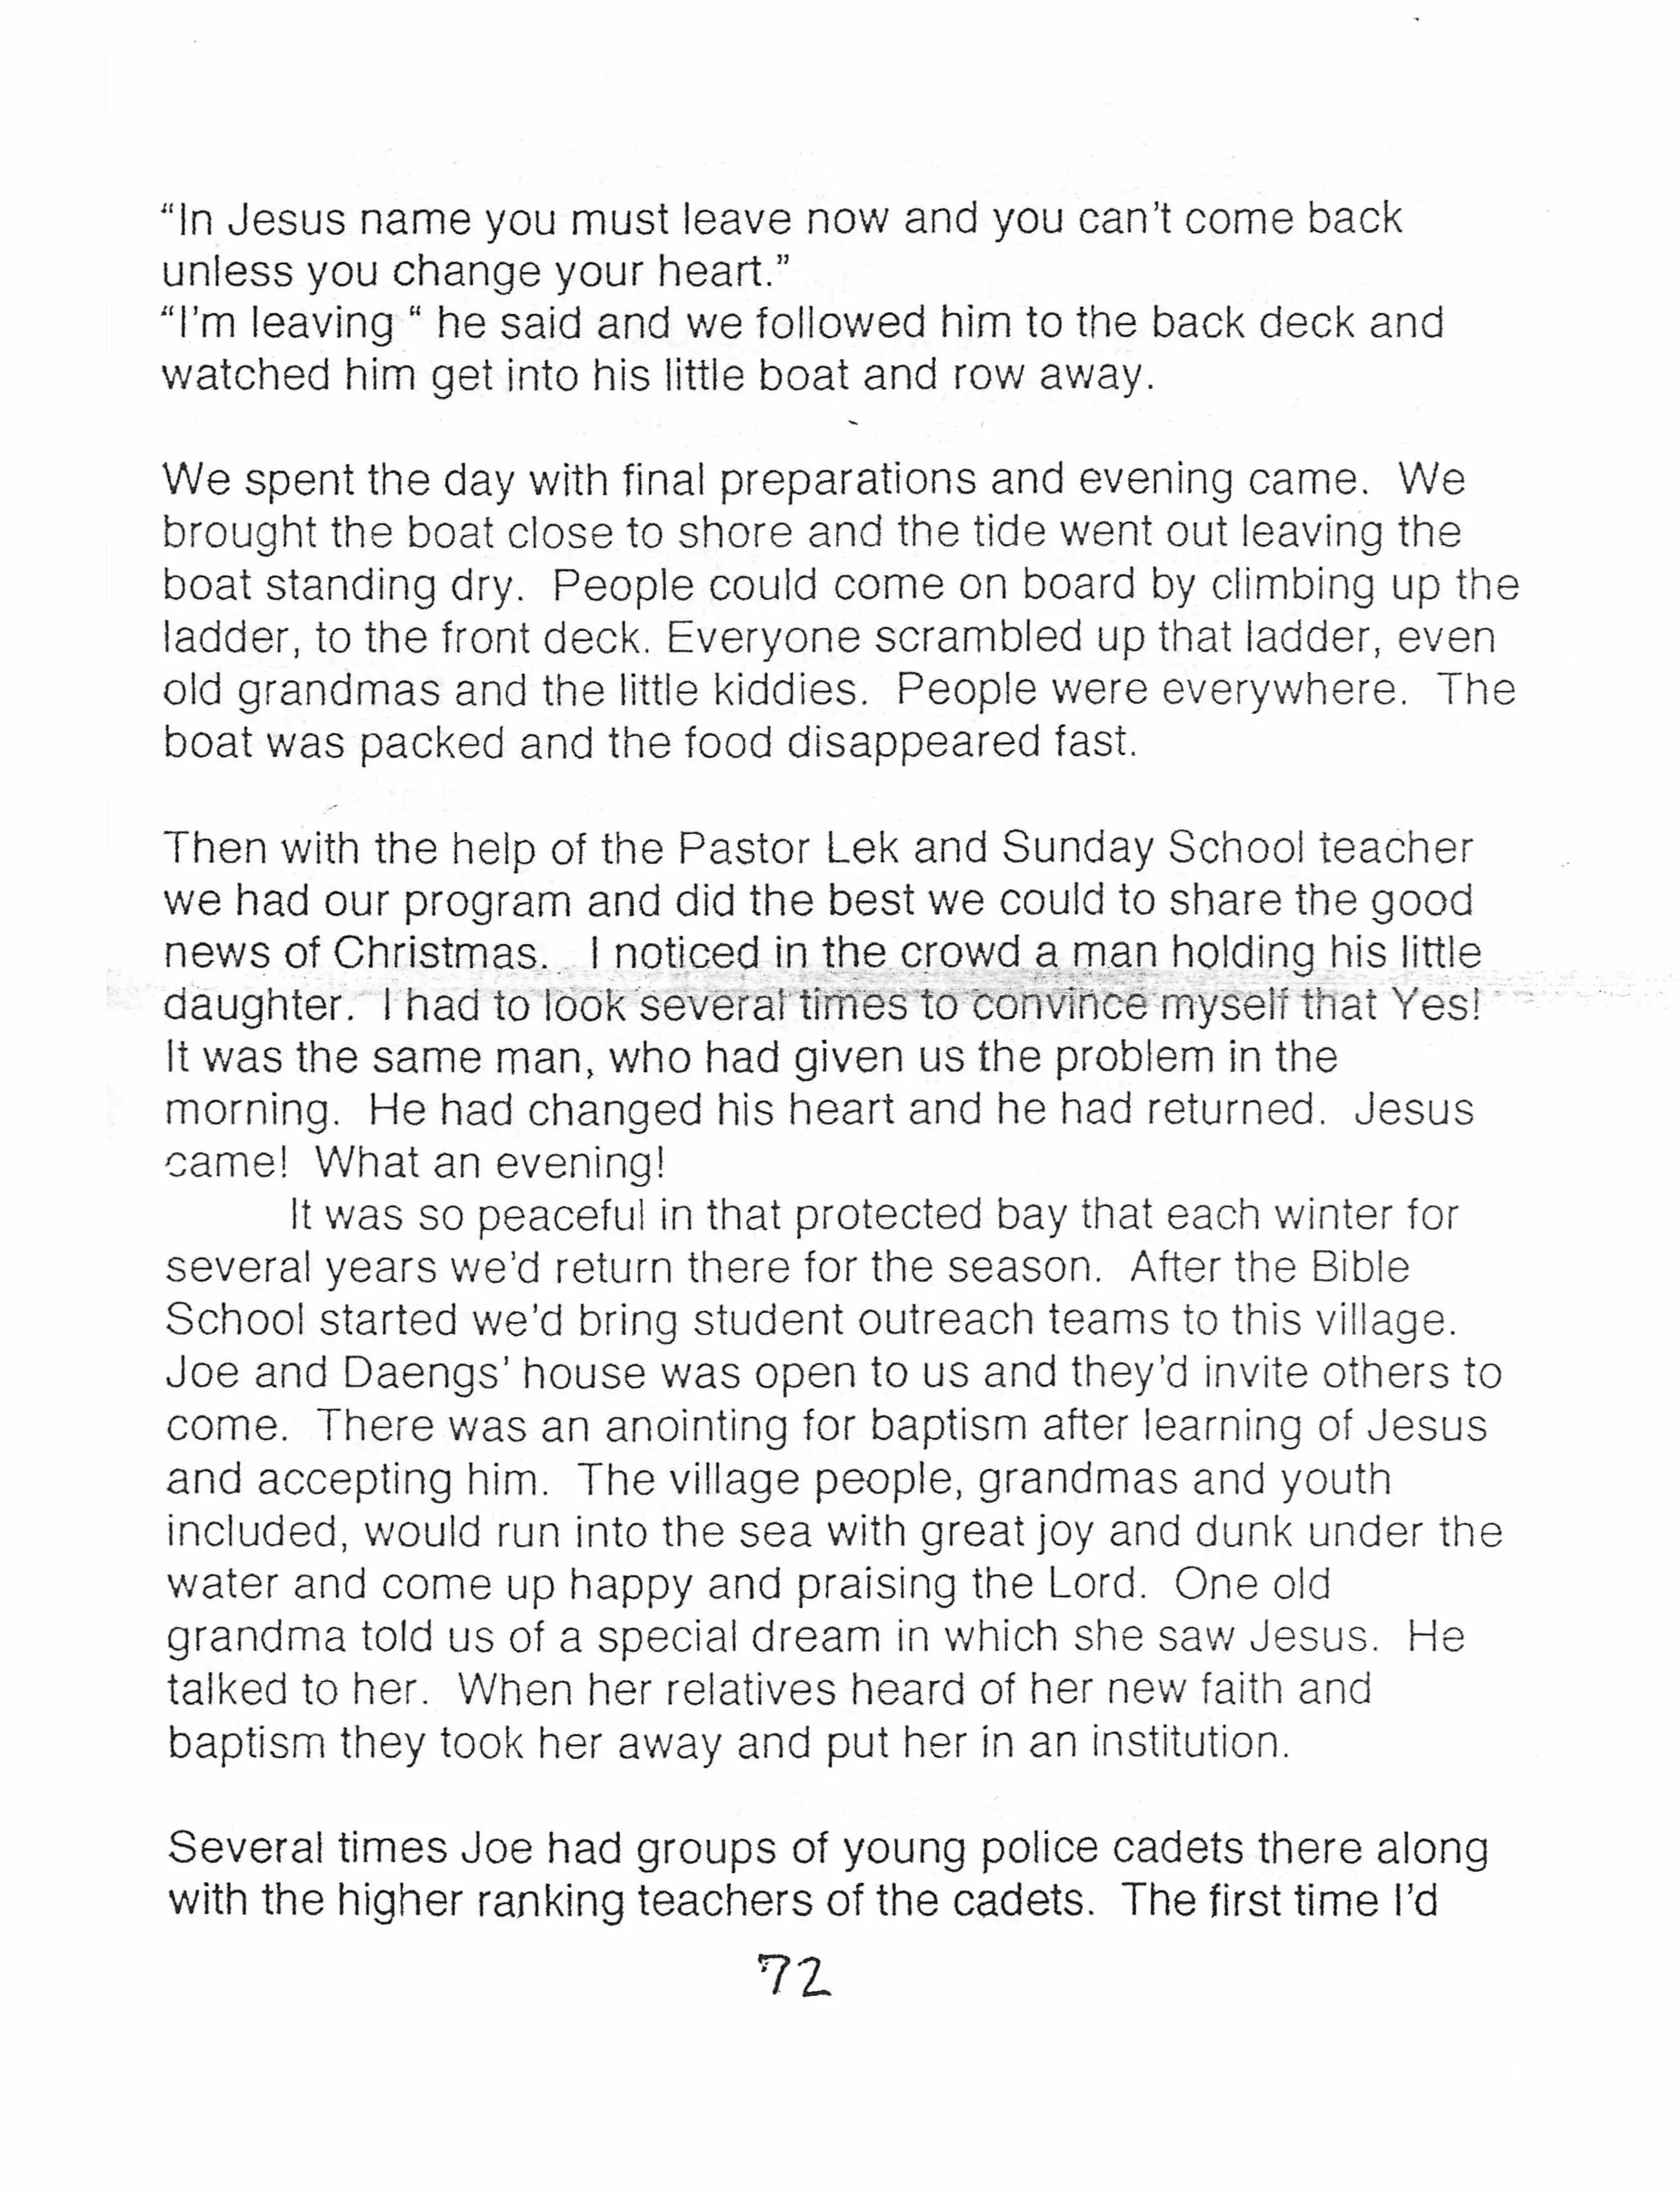 “In Jesus name you must leave now and you can't come back
unless you change your heart.”
“I'm leaving “ he said and we followed him to the back deck and
watched him get into his little boat and row away.
We spent the day with final preparations and evening came. We
brought the boat close to shore and the tide went out leaving the
boat standing dry. People could come on board by climbing up the
ladder, to the front deck. Everyone scrambled up that ladder, even
old grandmas and the little kiddies. People were everywhere. The
boat was packed and the food disappeared fast.
Then with the help of the Pastor Lek and Sunday School teacher
we had our program and did the best we could to share the good
news of Christmas. I noticed in the crowd a man holding his little
daughter. I had to look several times to convince myself that Yes!
It was the same man, who had given us the problem in the
morning. He had changed his heart and he had returned. Jesus
came! What an evening!
It was so peaceful in that protected bay that each winter for
several years we'd return there for the season. After the Bible
School started we'd bring student outreach teams to this village.
Joe and Daengs' house was open to us and they'd invite others to
come. There was an anointing for baptism after learning of Jesus
and accepting him. The village people, grandmas and youth
included, would run into the sea with great joy and dunk under the
water and come up happy and praising the Lord. One old
grandma told us of a special dream in which she saw Jesus. He
talked to her. When her relatives heard of her new faith and
baptism they took her away and put her in an institution.
Several times Joe had groups of young police cadets there along
with the higher ranking teachers of the cadets. The first time I'd
72